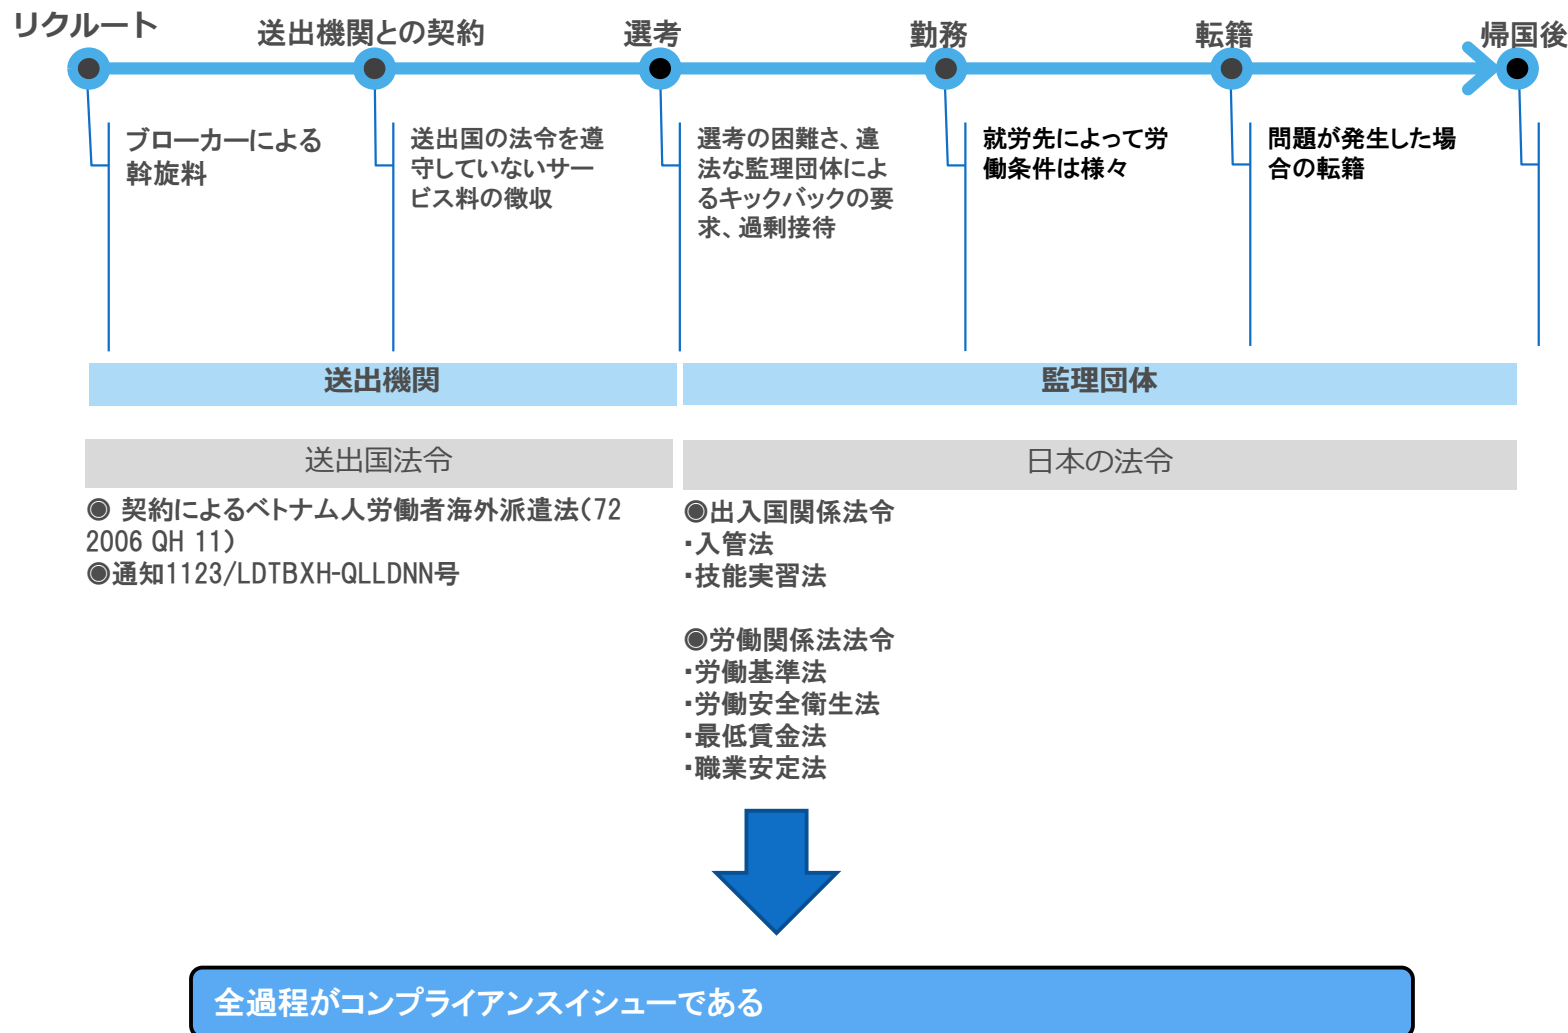 リクルート
送出機関との契約
選考
勤務
転籍
帰国後
ブローカーによる
斡旋料
送出国の法令を遵
守していないサー
ビス料の徴収
選考の困難さ、違
法な監理団体によ
るキックバックの要
求、過剰接待
就労先によって労
働条件は様々
問題が発生した場
合の転籍
送出機関
監理団体
送出国法令
日本の法令
◉ 契約によるベトナム人労働者海外派遣法(72
2006 QH 11)
◉通知1123/LDTBXH-QLLDNN号
◉出入国関係法令
・入管法
・技能実習法
◉労働関係法法令
・労働基準法
・労働安全衛生法
・最低賃金法
・職業安定法
全過程がコンプライアンスイシューである